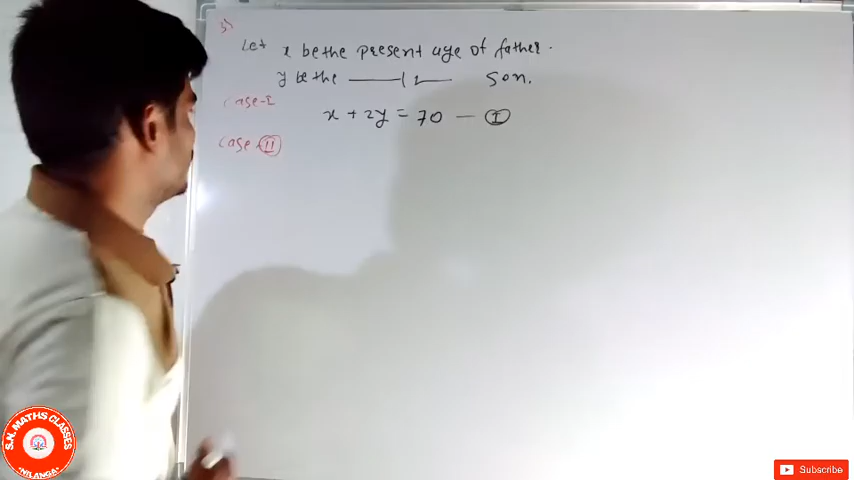 3)
Let x be the present age of father.
y be the —||— son.
case-I
x + 2y = 70 — I
case II
S.N. MATHS CLASSES
NILANGA
Subscribe